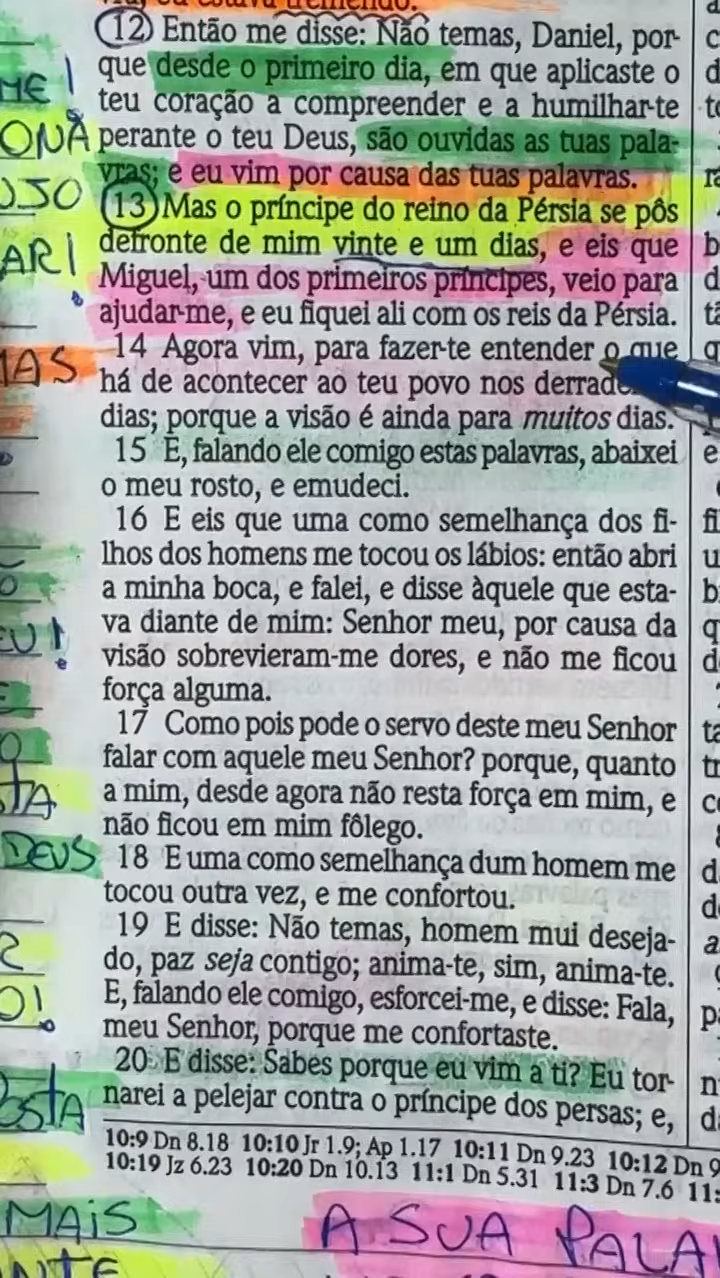 (12) Então me disse: Não temas, Daniel, por-
que desde o primeiro dia, em que aplicaste o
teu coração a compreender e a humilhar-te
perante o teu Deus, são ouvidas as tuas pala-
vras; e eu vim por causa das tuas palavras.
(13) Mas o príncipe do reino da Pérsia se pôs
defronte de mim vinte e um dias, e eis que
Miguel, um dos primeiros príncipes, veio para
ajudar-me, e eu fiquei ali com os reis da Pérsia.
14 Agora vim, para fazer-te entender o que
há de acontecer ao teu povo nos
dias; porque a visão é ainda para muitos dias.
15 E, falando ele comigo estas palavras, abaixei
o meu rosto, e emudeci.
16 E eis que uma como semelhança dos fi-
lhos dos homens me tocou os lábios: então abri
a minha boca, e falei, e disse àquele que esta-
va diante de mim: Senhor meu, por causa da
visão sobrevieram-me dores, e não me ficou
força alguma.
17 Como pois pode o servo deste meu Senhor
falar com aquele meu Senhor? porque, quanto
a mim, desde agora não resta força em mim, e
não ficou em mim fôlego.
18 E uma como semelhança dum homem me
tocou outra vez, e me confortou.
19 E disse: Não temas, homem mui deseja-
do, paz seja contigo; anima-te, sim, anima-te.
E, falando ele comigo, esforcei-me, e disse: Fala,
meu Senhor, porque me confortaste.
20 E disse: Sabes porque eu vim a ti? Eu tor-
narei a pelejar contra o príncipe dos persas; e,
10:9 Dn 8.18 10:10 Jr 1.9; Ap 1.17 10:11 Dn 9.23 10:12 Dn 9
10:19 Jz 6.23 10:20 Dn 10.13 11:1 Dn 5.31 11:3 Dn 7.6 11:
DEUS
MAIS
A SUA PALA